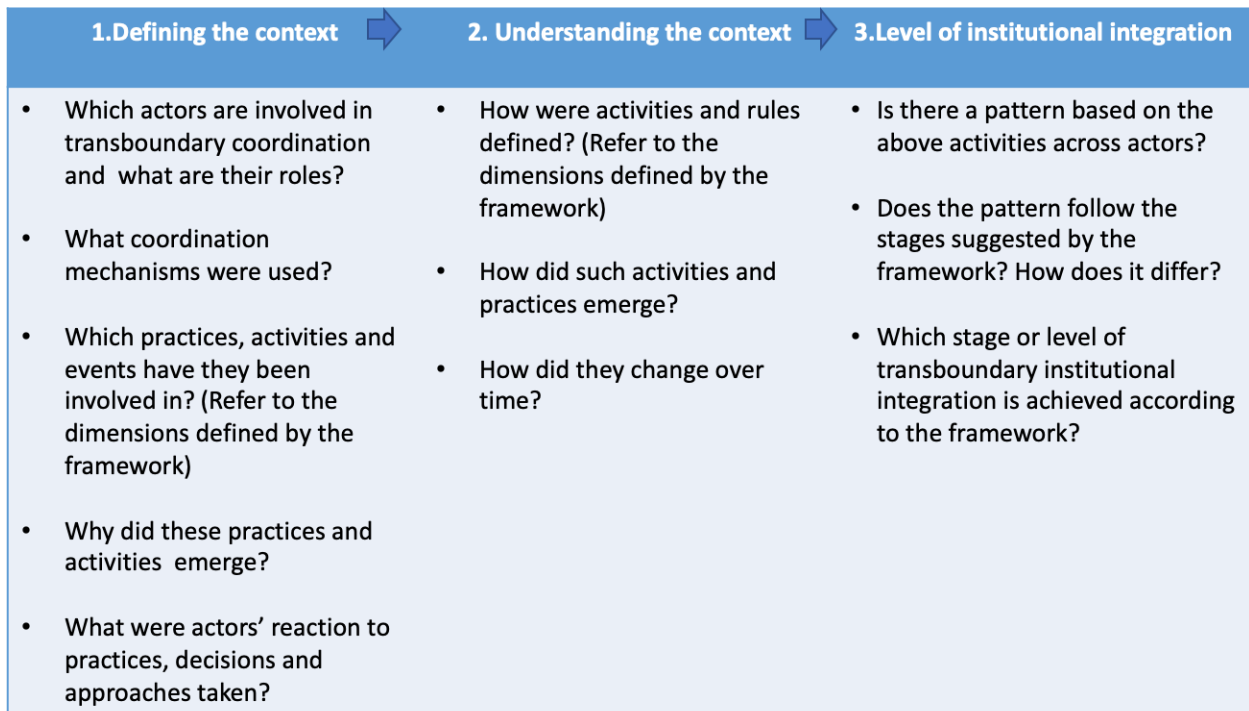 1.Defining the context
2. Understanding the context
3.Level of institutional integration
• Which actors are involved in
transboundary coordination
and what are their roles?
• What coordination
mechanisms were used?
• Which practices, activities and
events have they been
involved in? (Refer to the
dimensions defined by the
framework)
• Why did these practices and
activities emerge?
• What were actors’ reaction to
practices, decisions and
approaches taken?
• How were activities and rules
defined? (Refer to the
dimensions defined by the
framework)
• How did such activities and
practices emerge?
• How did they change over
time?
• Is there a pattern based on the
above activities across actors?
• Does the pattern follow the
stages suggested by the
framework? How does it differ?
• Which stage or level of
transboundary institutional
integration is achieved according
to the framework?